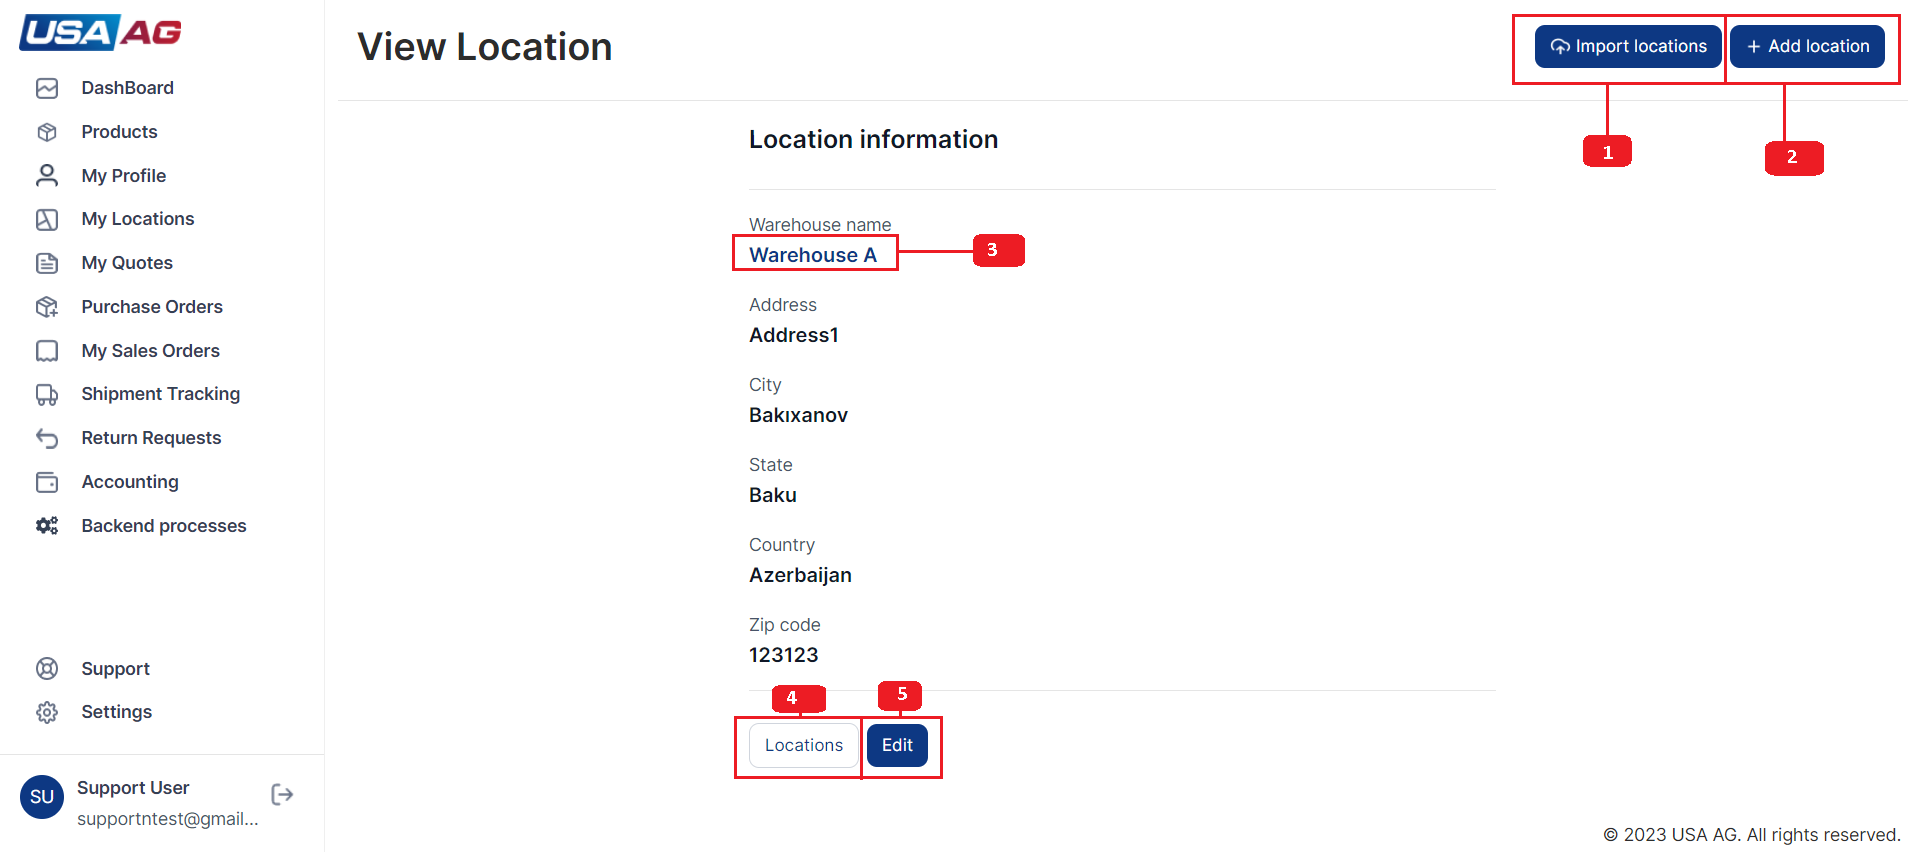 USA AG
DashBoard
Products
My Profile
My Locations
My Quotes
Purchase Orders
My Sales Orders
Shipment Tracking
Return Requests
Accounting
Backend processes
Support
Settings
SU
Support User
supportntest@gmail...
View Location
Import locations
+ Add location
1
2
Location information
Warehouse name
Warehouse A
3
Address
Address1
City
Bakıxanov
State
Baku
Country
Azerbaijan
Zip code
123123
4
5
Locations
Edit
© 2023 USA AG. All rights reserved.